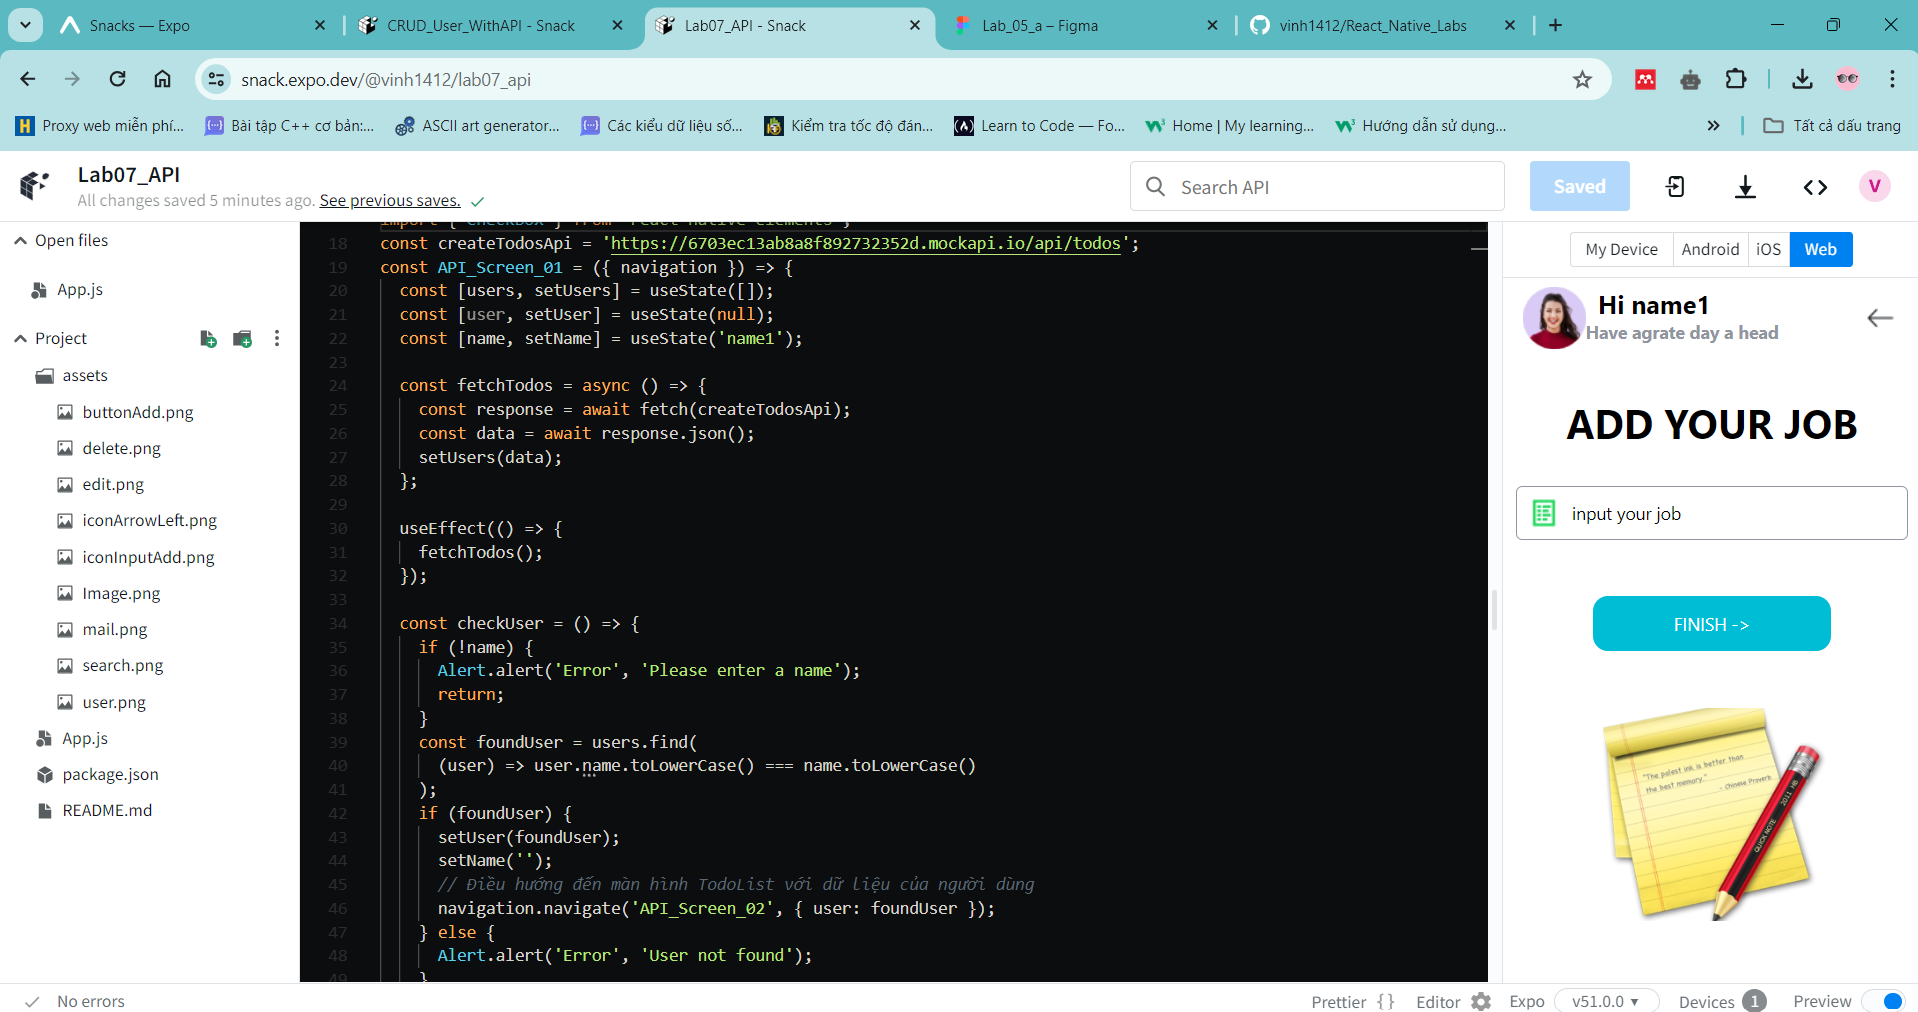 Snacks — Expo
CRUD_User_WithAPI - Snack
Lab07_API - Snack
Lab_05_a – Figma
vinh1412/React_Native_Labs
snack.expo.dev/@vinh1412/lab07_api
Proxy web miễn phí...
Bài tập C++ cơ bản:...
ASCII art generator...
Các kiểu dữ liệu số...
Kiểm tra tốc độ đán...
Learn to Code — Fo...
Home | My learning...
Hướng dẫn sử dụng...
Tất cả dấu trang
Lab07_API
All changes saved 5 minutes ago. See previous saves.
Search API
Saved
V
Open files
App.js
Project
assets
buttonAdd.png
delete.png
edit.png
iconArrowLeft.png
iconInputAdd.png
Image.png
mail.png
search.png
user.png
App.js
package.json
README.md
import { CheckBox } from 'react-native-elements';
18 const createTodosApi = 'https://6703ec13ab8a8f892732352d.mockapi.io/api/todos';
19 const API_Screen_01 = ({ navigation }) => {
20 const [users, setUsers] = useState([]);
21 const [user, setUser] = useState(null);
22 const [name, setName] = useState('name1');
23
24 const fetchTodos = async () => {
25 const response = await fetch(createTodosApi);
26 const data = await response.json();
27 setUsers(data);
28 };
29
30 useEffect(() => {
31 fetchTodos();
32 });
33
34 const checkUser = () => {
35 if (!name) {
36 Alert.alert('Error', 'Please enter a name');
37 return;
38 }
39 const foundUser = users.find(
40 (user) => user.name.toLowerCase() === name.toLowerCase()
41 );
42 if (foundUser) {
43 setUser(foundUser);
44 setName('');
45 // Điều hướng đến màn hình TodoList với dữ liệu của người dùng
46 navigation.navigate('API_Screen_02', { user: foundUser });
47 } else {
48 Alert.alert('Error', 'User not found');
49 }
My Device
Android
iOS
Web
Hi name1
Have agrate day a head
ADD YOUR JOB
input your job
FINISH ->
"The palest ink is better than
the best memory."
- Chinese Proverb
QUICK NOTE
2011 HB
No errors
Prettier {}
Editor
Expo
v51.0.0
Devices 1
Preview